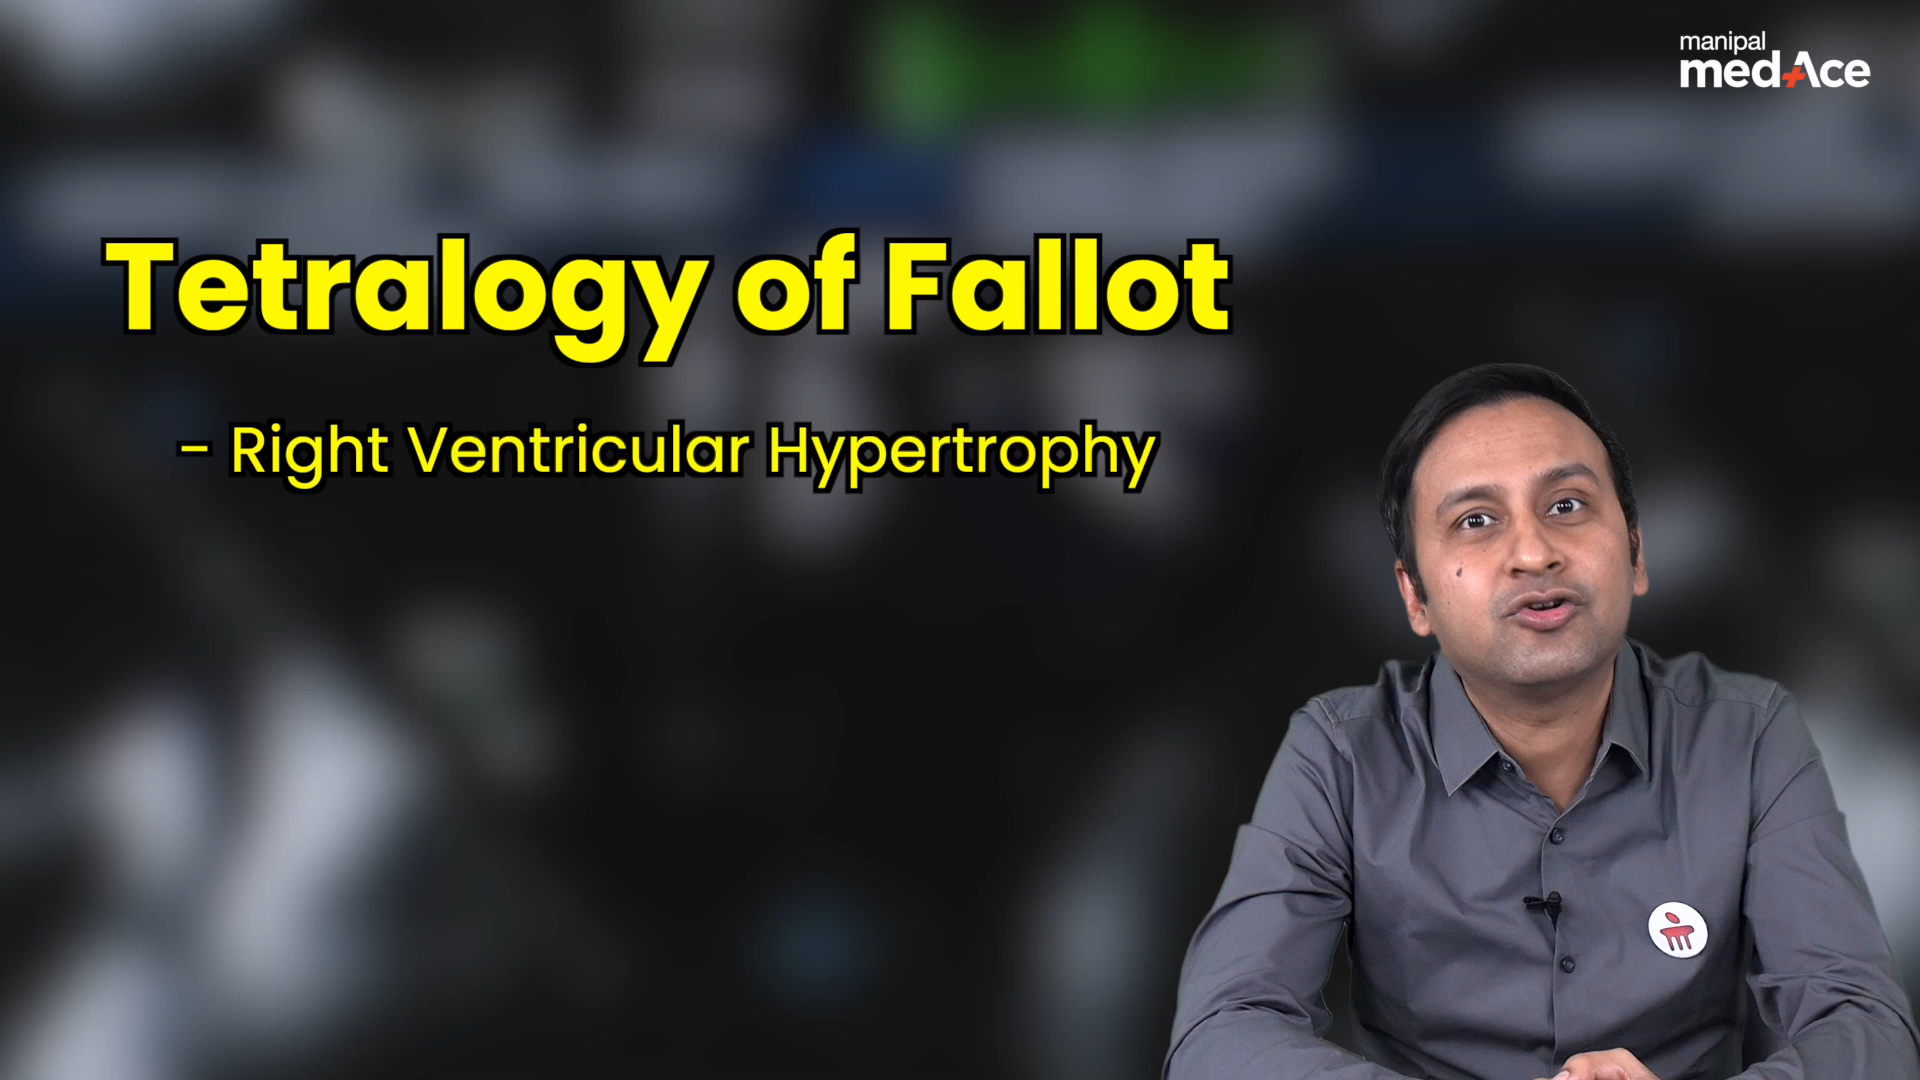 manipal
medAce
Tetralogy of Fallot
- Right Ventricular Hypertrophy